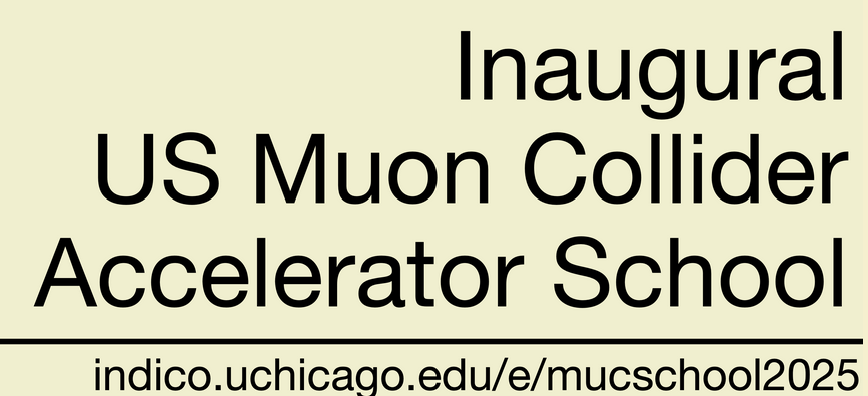 Inaugural
US Muon Collider
Accelerator School
indico.uchicago.edu/e/mucschool2025